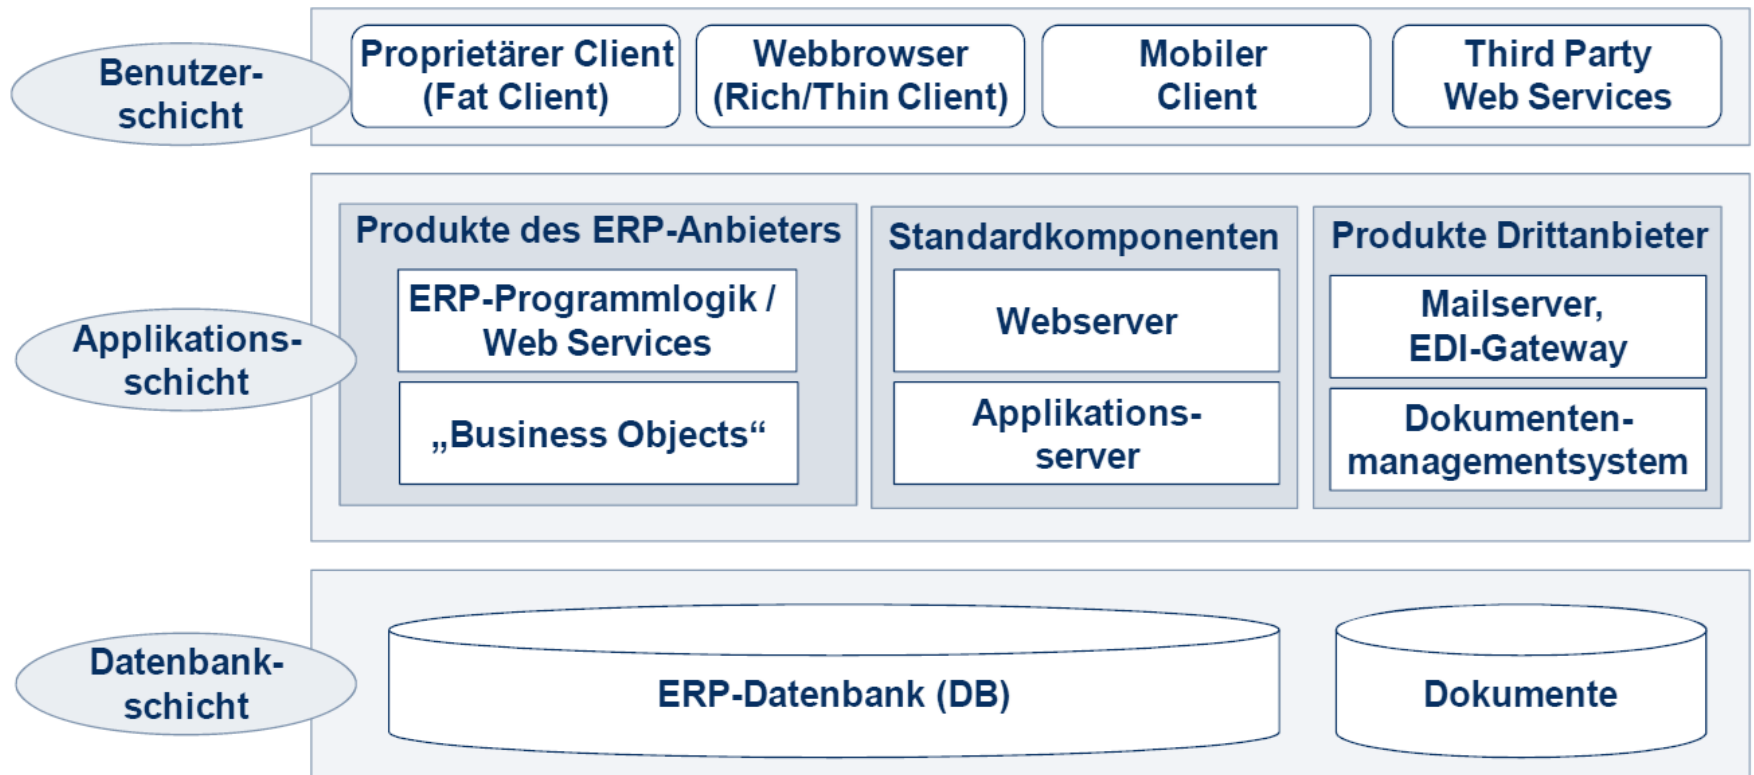 Benutzer-
schicht
Proprietärer Client
(Fat Client)
Webbrowser
(Rich/Thin Client)
Mobiler
Client
Third Party
Web Services
Applikations-
schicht
Produkte des ERP-Anbieters
ERP-Programmlogik /
Web Services
„Business Objects“
Standardkomponenten
Webserver
Applikations-
server
Produkte Drittanbieter
Mailserver,
EDI-Gateway
Dokumenten-
managementsystem
Datenbank-
schicht
ERP-Datenbank (DB)
Dokumente